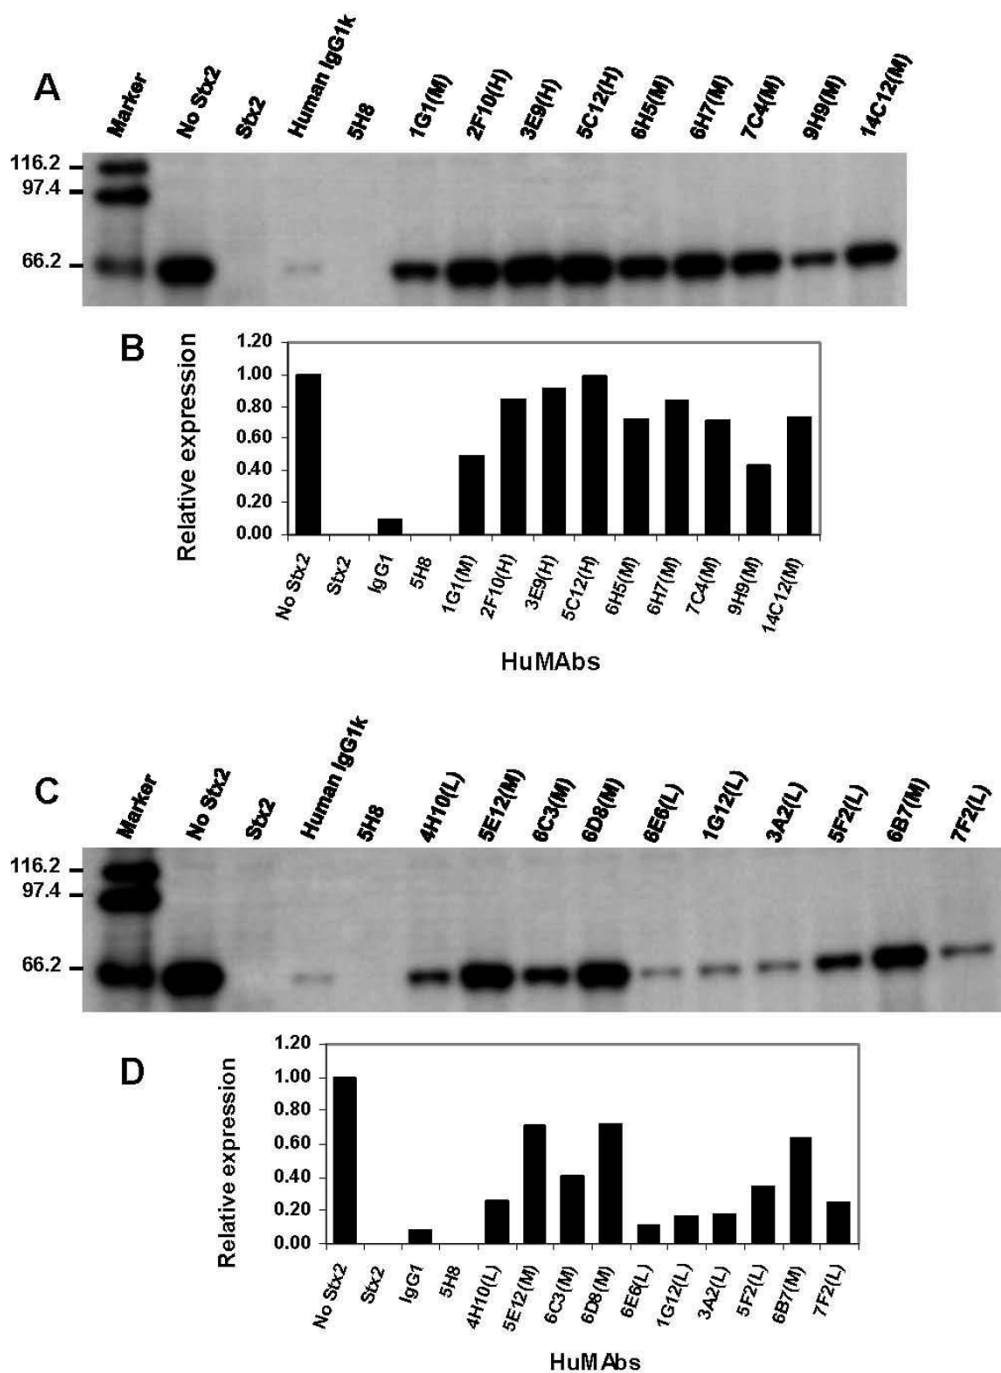 A
Marker No Stx2 Stx2 Human IgG1k 5H8 1G1(M) 2F10(H) 3E9(H) 5C12(H) 6H5(M) 6H7(M) 7C4(M) 9H9(M) 14C12(M)
116.2
97.4
66.2
B
Relative expression
1.20
1.00
0.80
0.60
0.40
0.20
0.00
No Stx2 Stx2 IgG1 5H8 1G1(M) 2F10(H) 3E9(H) 5C12(H) 6H5(M) 6H7(M) 7C4(M) 9H9(M) 14C12(M)
HuMAbs
C
Marker No Stx2 Stx2 Human IgG1k 5H8 4H10(L) 5E12(M) 6C3(M) 6D8(M) 6E6(L) 1G12(L) 3A2(L) 5F2(L) 6B7(M) 7F2(L)
116.2
97.4
66.2
D
Relative expression
1.20
1.00
0.80
0.60
0.40
0.20
0.00
No Stx2 Stx2 IgG1 5H8 4H10(L) 5E12(M) 6C3(M) 6D8(M) 6E6(L) 1G12(L) 3A2(L) 5F2(L) 6B7(M) 7F2(L)
HuMAbs